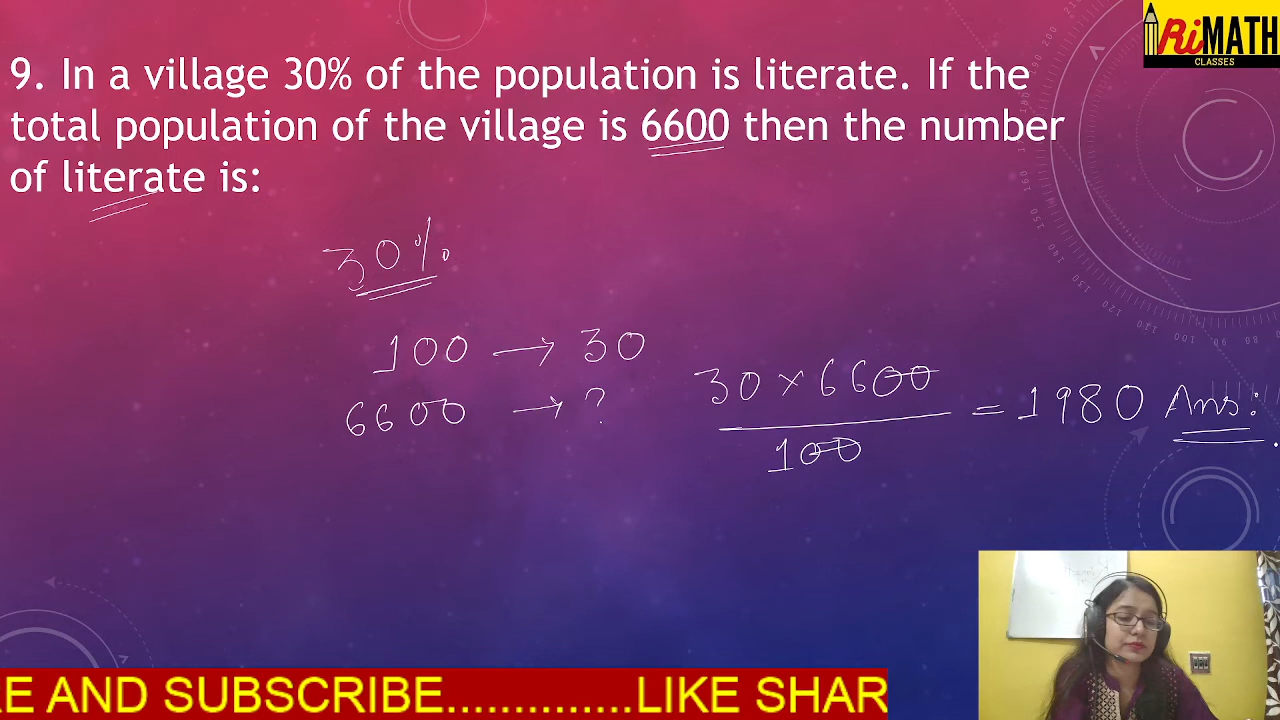 RiMATH
CLASSES
9. In a village 30% of the population is literate. If the
total population of the village is 6600 then the number
of literate is:
30%
100 → 30
6600 → ?
30 × 6600
100
= 1980 Ans:
E AND SUBSCRIBE..............LIKE SHAR